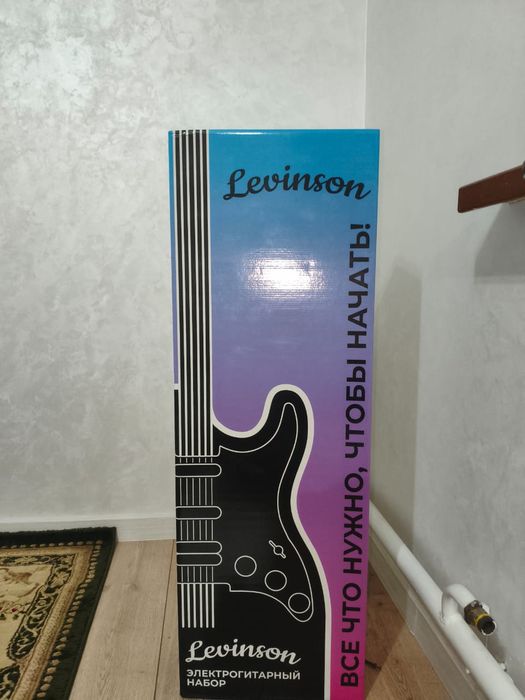 Levinson
ВСЕ ЧТО НУЖНО, ЧТОБЫ НАЧАТЬ!
Levinson
ЭЛЕКТРОГИТАРНЫЙ
НАБОР